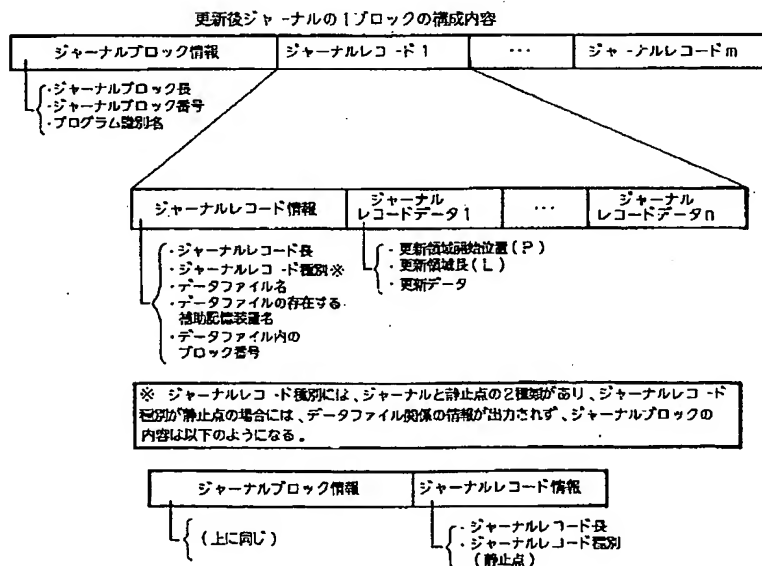 更新後ジャーナルの1ブロックの構成内容
ジャーナルブロック情報 ジャーナルレコード1 … ジャーナルレコードm
・ジャーナルブロック長
・ジャーナルブロック番号
・プログラム識別名
ジャーナルレコード情報 ジャーナルレコードデータ1 … ジャーナルレコードデータn
・ジャーナルレコード長
・ジャーナルレコード種別※
・データファイル名
・データファイルの存在する
補助記憶装置名
・データファイル内の
ブロック番号
・更新領域開始位置(P)
・更新領域長(L)
・更新データ
※ ジャーナルレコード種別には、ジャーナルと静止点の2種類があり、ジャーナルレコード
種別が静止点の場合には、データファイル関係の情報が出力されず、ジャーナルブロックの
内容は以下のようになる。
ジャーナルブロック情報 ジャーナルレコード情報
(上に同じ)
・ジャーナルレコード長
・ジャーナルレコード種別
(静止点)